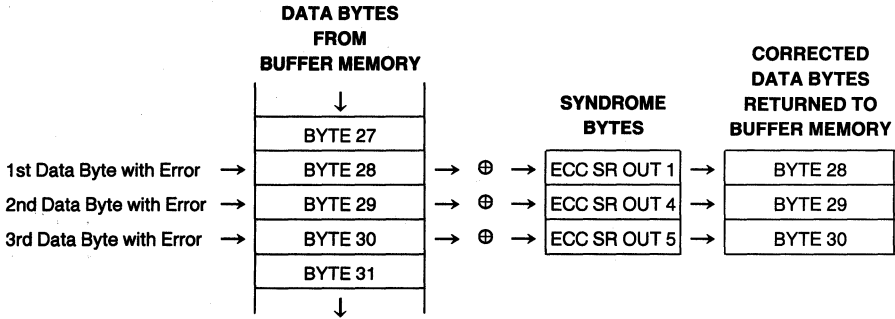 DATA BYTES
FROM
BUFFER MEMORY
SYNDROME
BYTES
CORRECTED
DATA BYTES
RETURNED TO
BUFFER MEMORY
↓
BYTE 27
1st Data Byte with Error → BYTE 28 → ⊕ → ECC SR OUT 1 → BYTE 28
2nd Data Byte with Error → BYTE 29 → ⊕ → ECC SR OUT 4 → BYTE 29
3rd Data Byte with Error → BYTE 30 → ⊕ → ECC SR OUT 5 → BYTE 30
BYTE 31
↓